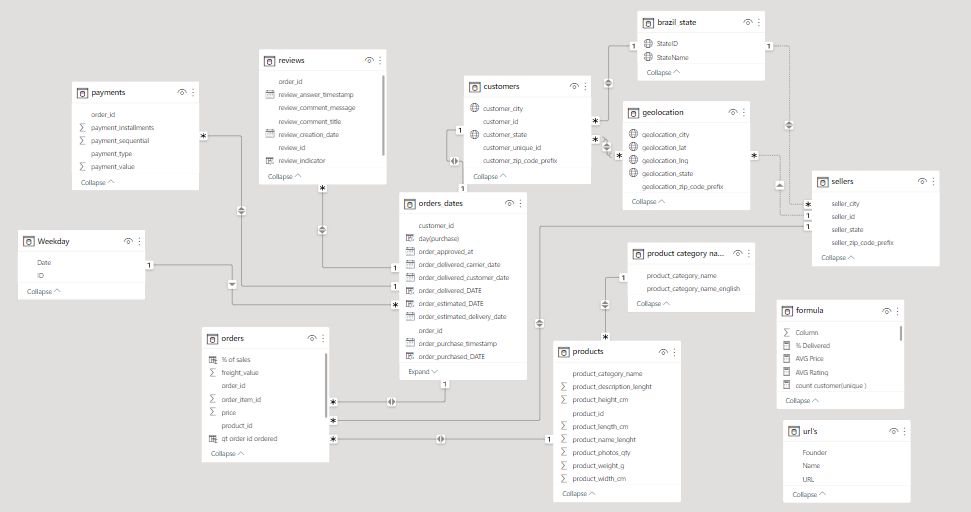 brazil_state
StateID
StateName
Collapse
reviews
order_id
review_answer_timestamp
review_comment_message
review_comment_title
review_creation_date
review_id
review_indicator
Collapse
payments
order_id
payment_installments
payment_sequential
payment_type
payment_value
Collapse
customers
customer_city
customer_id
customer_state
customer_unique_id
customer_zip_code_prefix
Collapse
geolocation
geolocation_city
geolocation_lat
geolocation_lng
geolocation_state
geolocation_zip_code_prefix
Collapse
sellers
seller_city
seller_id
seller_state
seller_zip_code_prefix
Collapse
orders_dates
customer_id
day(purchase)
order_approved_at
order_delivered_carrier_date
order_delivered_customer_date
order_delivered_DATE
order_estimated_DATE
order_estimated_delivery_date
order_id
order_purchase_timestamp
order_purchased_DATE
Expand
Weekday
Date
ID
Collapse
product category na...
product_category_name
product_category_name_english
Collapse
formula
Column
% Delivered
AVG Price
AVG Rating
count customer(unique )
Collapse
orders
% of sales
freight_value
order_id
order_item_id
price
product_id
qt order id ordered
Collapse
products
product_category_name
product_description_lenght
product_height_cm
product_id
product_length_cm
product_name_lenght
product_photos_qty
product_weight_g
product_width_cm
Collapse
url's
Founder
Name
URL
Collapse
1
1
*
*
*
*
*
1
1
*
1
1
*
1
1
1
*
1
*
1
*
*
*
1